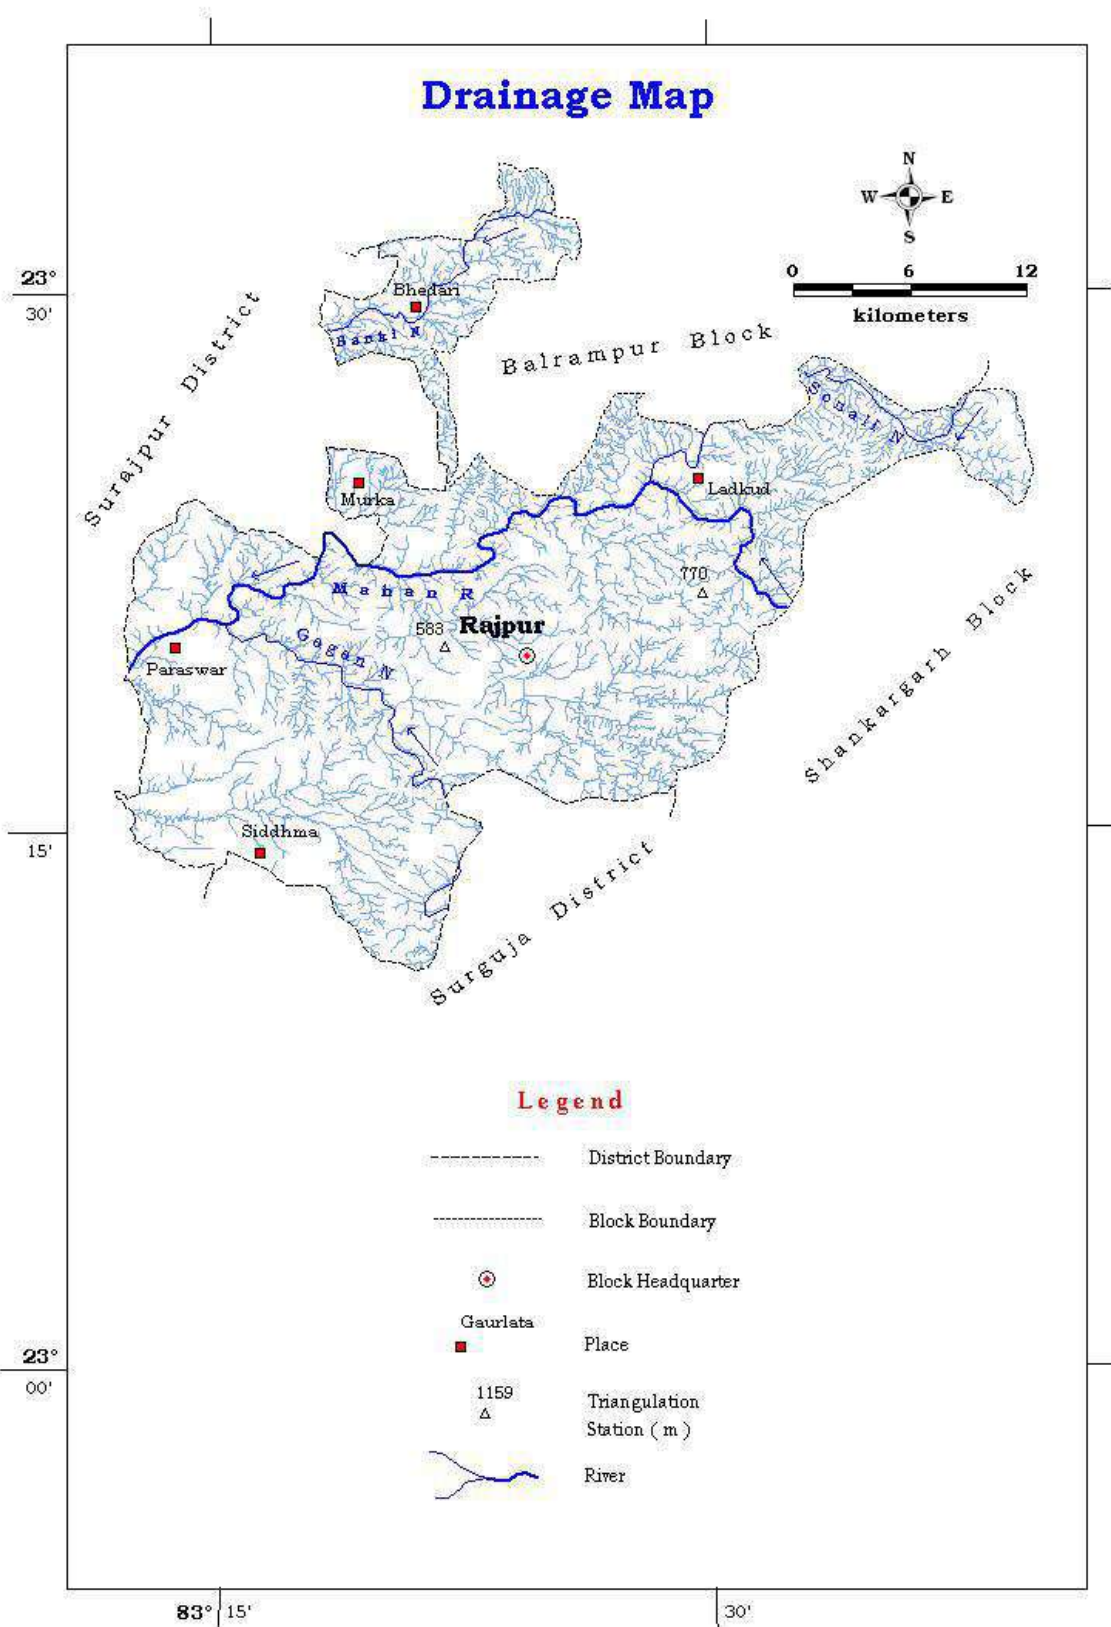 Drainage Map
N
W E
S
0 6 12
kilometers
23°
30'
Bhedari
Banki N
Surajpur District
Balrampur Block
Sonali N
Murka
Ladkud
Mahan R
770
583 Rajpur
Gagan N
Paraswar
Shankargarh Block
15'
Siddhma
Surguja District
Legend
District Boundary
Block Boundary
Block Headquarter
Gaurlata
Place
1159
Triangulation
Station ( m )
River
23°
00'
83° 15' 30'